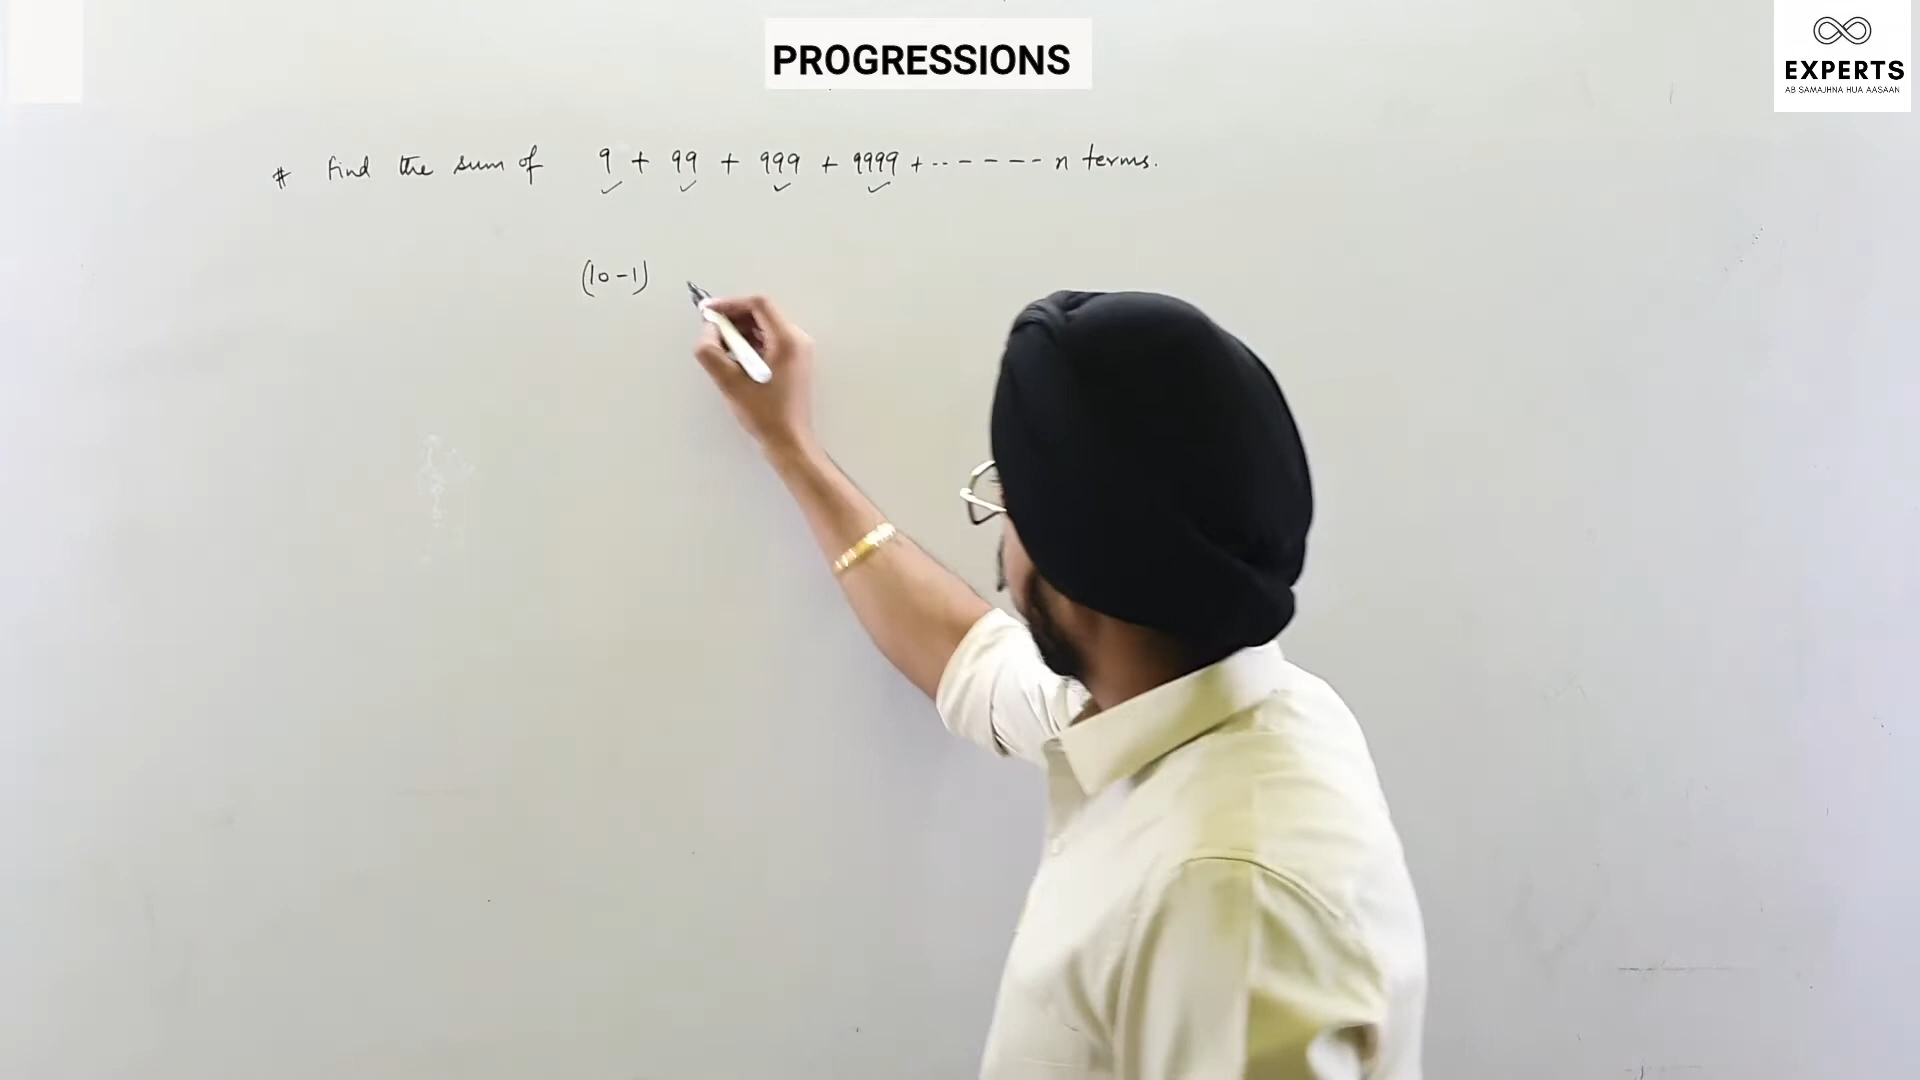 PROGRESSIONS
EXPERTS
AB SAMAJHNA HUA AASAAN
# find the sum of 9 + 99 + 999 + 9999 + ------- n terms.
(10-1)